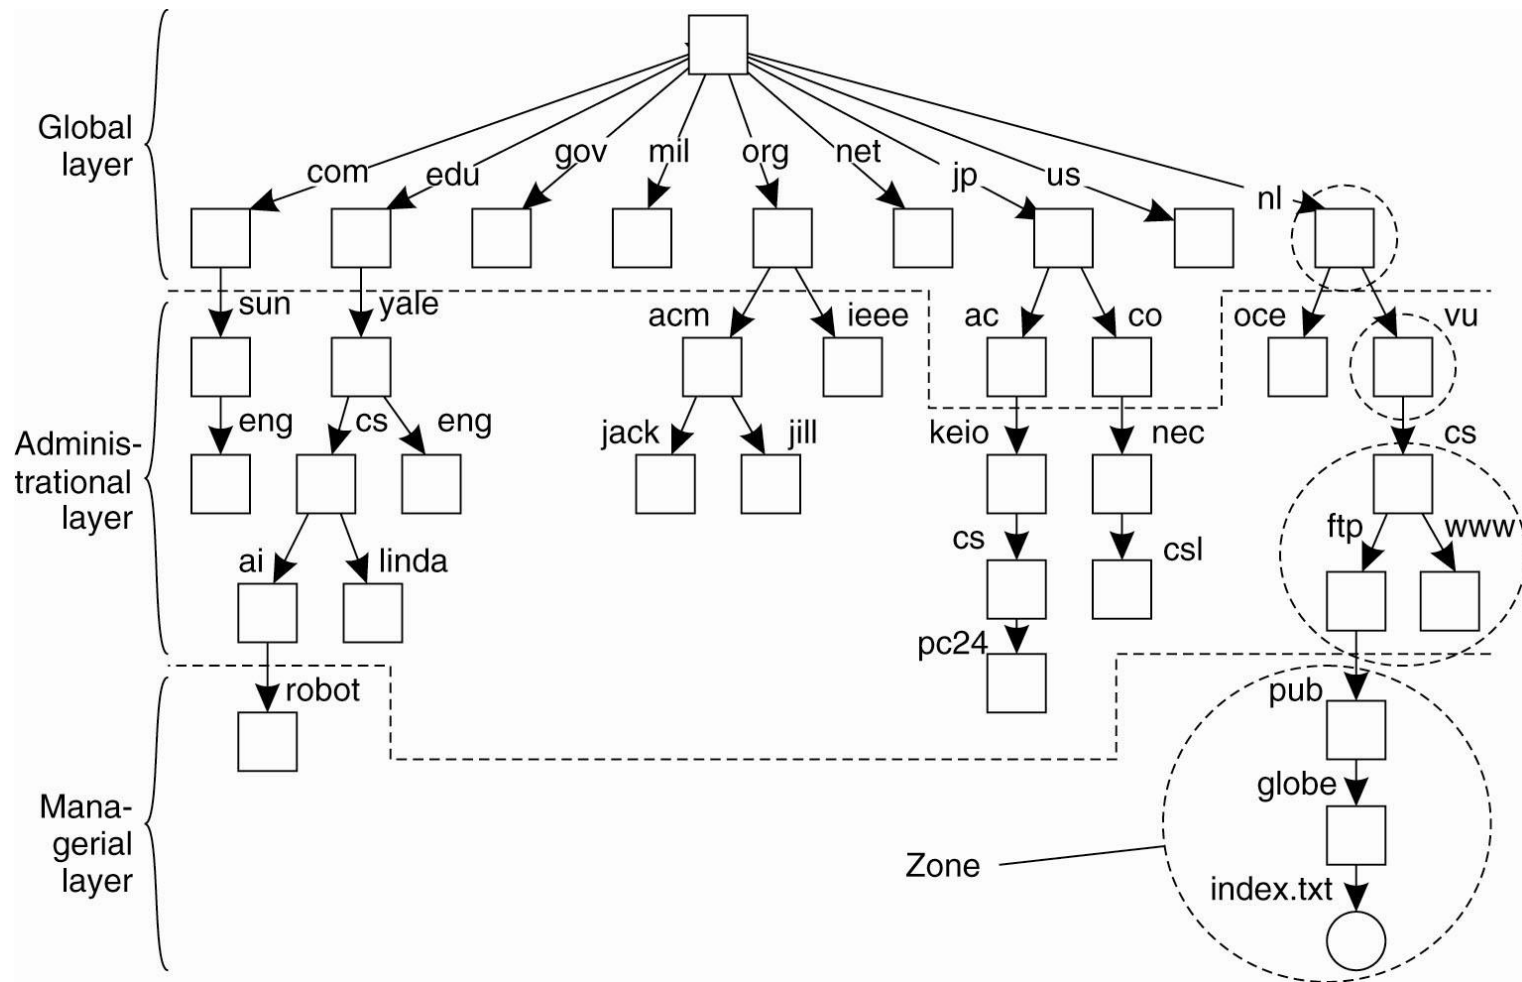 Global
layer
com
edu
gov
mil
org
net
jp
us
nl
sun
yale
acm
ieee
ac
co
oce
vu
Adminis-
trational
layer
eng
cs
eng
jack
jill
keio
nec
cs
ai
linda
cs
csl
ftp
www
pc24
robot
pub
Mana-
gerial
layer
globe
Zone
index.txt